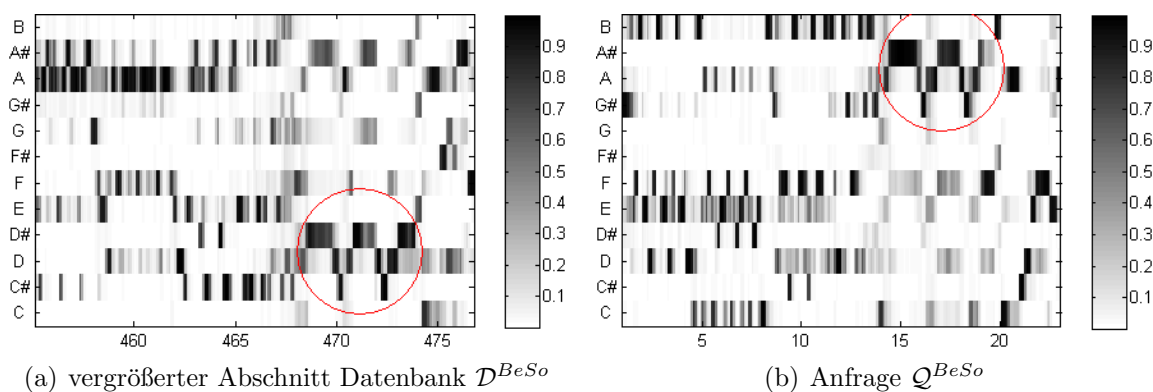 B
A#
A
G#
G
F#
F
E
D#
D
C#
C
460 465 470 475
0.9
0.8
0.7
0.6
0.5
0.4
0.3
0.2
0.1
(a) vergrößerter Abschnitt Datenbank D^BeSo
B
A#
A
G#
G
F#
F
E
D#
D
C#
C
5 10 15 20
0.9
0.8
0.7
0.6
0.5
0.4
0.3
0.2
0.1
(b) Anfrage Q^BeSo